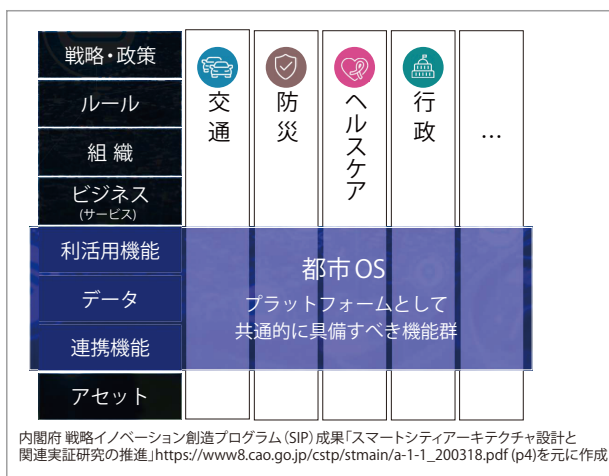 戦略・政策
ルール
組 織
ビジネス
(サービス)
利活用機能
データ
連携機能
アセット
交通
防災
ヘルスケア
行政
…
都市OS
プラットフォームとして
共通的に具備すべき機能群
内閣府 戦略イノベーション創造プログラム(SIP)成果「スマートシティアーキテクチャ設計と
関連実証研究の推進」https://www8.cao.go.jp/cstp/stmain/a-1-1_200318.pdf (p4)を元に作成